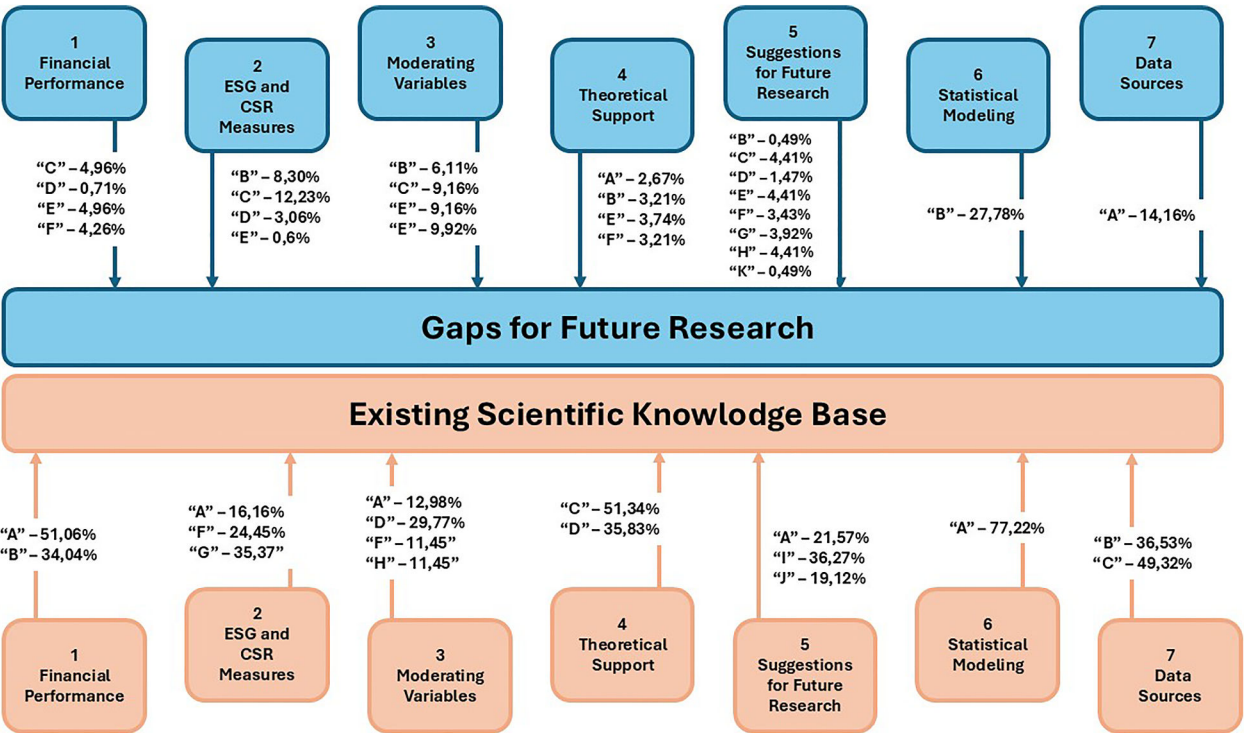 1
Financial
Performance
2
ESG and
CSR
Measures
3
Moderating
Variables
4
Theoretical
Support
5
Suggestions
for Future
Research
6
Statistical
Modeling
7
Data
Sources
“C” – 4,96%
“D” – 0,71%
“E” – 4,96%
“F” – 4,26%
“B” – 8,30%
“C” – 12,23%
“D” – 3,06%
“E” – 0,6%
“B” – 6,11%
“C” – 9,16%
“E” – 9,16%
“E” – 9,92%
“A” – 2,67%
“B” – 3,21%
“E” – 3,74%
“F” – 3,21%
“B” – 0,49%
“C” – 4,41%
“D” – 1,47%
“E” – 4,41%
“F” – 3,43%
“G” – 3,92%
“H” – 4,41%
“K” – 0,49%
“B” – 27,78%
“A” – 14,16%
Gaps for Future Research
Existing Scientific Knowlodge Base
“A” – 51,06%
“B” – 34,04%
“A” – 16,16%
“F” – 24,45%
“G” – 35,37”
“A” – 12,98%
“D” – 29,77%
“F” – 11,45”
“H” – 11,45”
“C” – 51,34%
“D” – 35,83%
“A” – 21,57%
“I” – 36,27%
“J” – 19,12%
“A” – 77,22%
“B” – 36,53%
“C” – 49,32%
1
Financial
Performance
2
ESG and
CSR
Measures
3
Moderating
Variables
4
Theoretical
Support
5
Suggestions
for Future
Research
6
Statistical
Modeling
7
Data
Sources